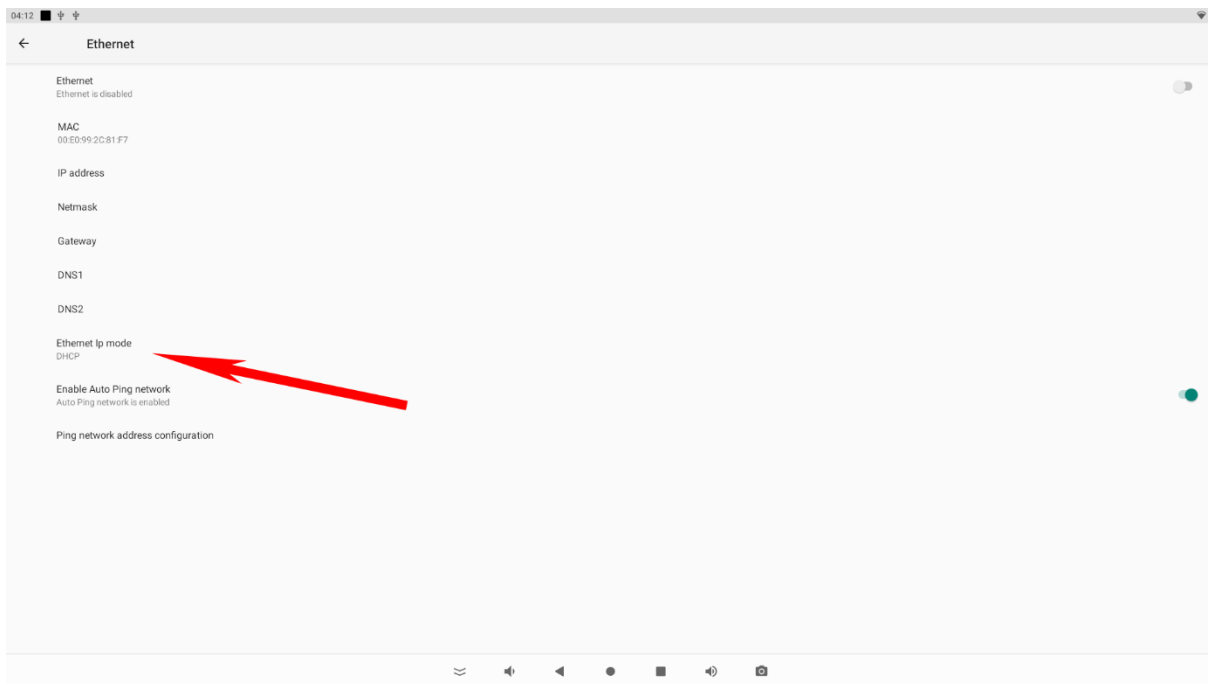 04:12
Ethernet
Ethernet
Ethernet is disabled
MAC
00:E0:99:2C:81:F7
IP address
Netmask
Gateway
DNS1
DNS2
Ethernet Ip mode
DHCP
Enable Auto Ping network
Auto Ping network is enabled
Ping network address configuration